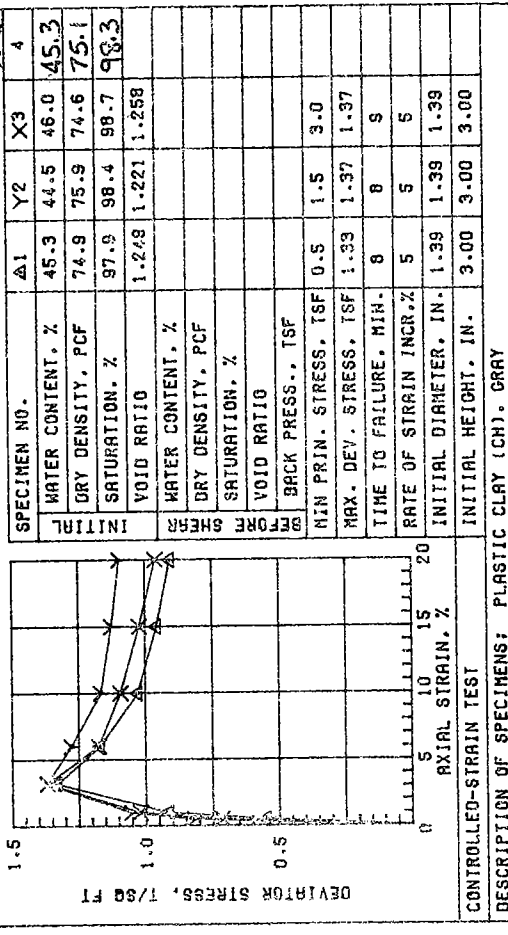 SPECIMEN NO. △1 Y2 X3 4
INITIAL
WATER CONTENT, % 45.3 44.5 46.0 45.3
DRY DENSITY, PCF 74.9 75.9 74.6 75.1
SATURATION, % 97.9 98.4 98.7 98.3
VOID RATIO 1.248 1.221 1.258
BEFORE SHEAR
WATER CONTENT, %
DRY DENSITY, PCF
SATURATION, %
VOID RATIO
BACK PRESS., TSF
MIN PRIN. STRESS, TSF 0.5 1.5 3.0
MAX. DEV. STRESS, TSF 1.33 1.37 1.37
TIME TO FAILURE, MIN. 8 8
RATE OF STRAIN INCR.% 5 5 5
INITIAL DIAMETER, IN. 1.39 1.39 1.39
INITIAL HEIGHT, IN. 3.00 3.00 3.00
DEVIATOR STRESS, T/SQ FT
1.5
1.0
0.5
0 5 10 15 20
AXIAL STRAIN, %
CONTROLLED-STRAIN TEST
DESCRIPTION OF SPECIMENS; PLASTIC CLAY (CH), GRAY